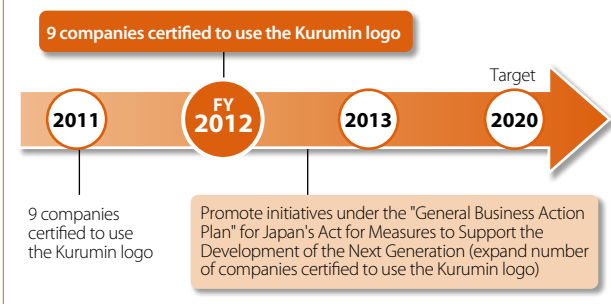 9 companies certified to use the Kurumin logo
Target
2011
FY
2012
2013
2020
9 companies
certified to use
the Kurumin logo
Promote initiatives under the "General Business Action
Plan" for Japan's Act for Measures to Support the
Development of the Next Generation (expand number
of companies certified to use the Kurumin logo)